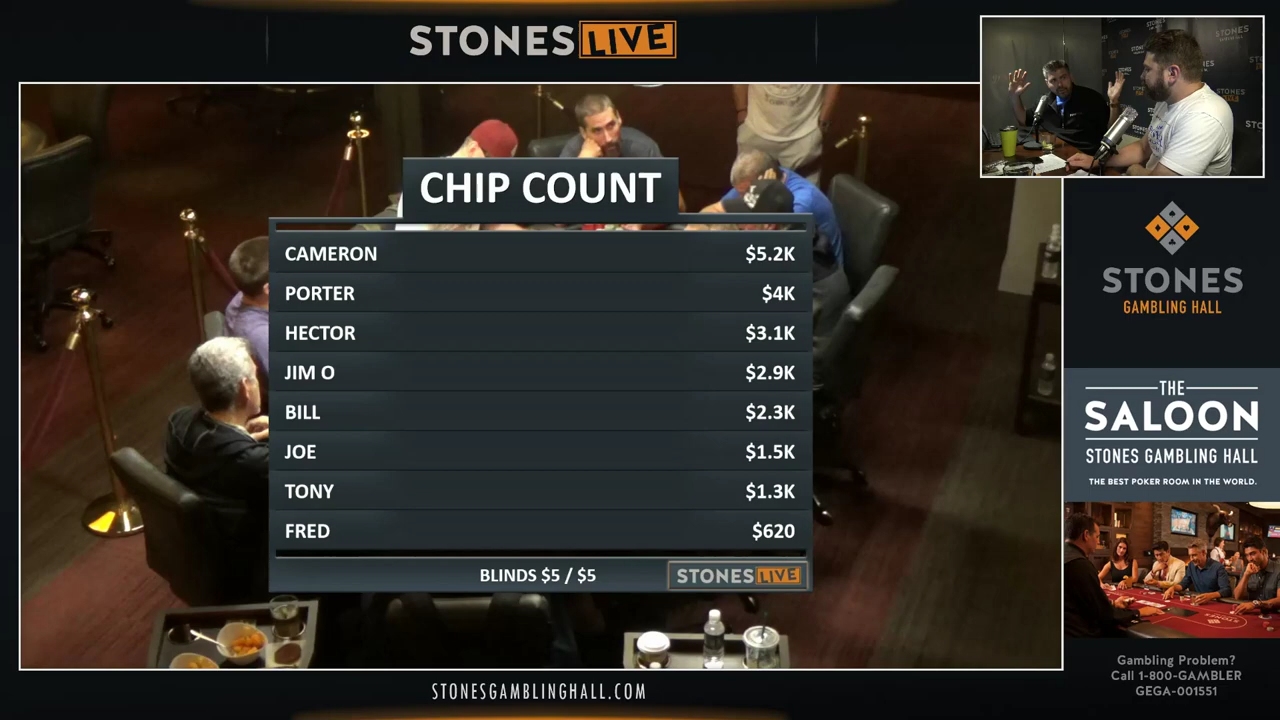 STONES LIVE
CHIP COUNT
CAMERON $5.2K
PORTER $4K
HECTOR $3.1K
JIM O $2.9K
BILL $2.3K
JOE $1.5K
TONY $1.3K
FRED $620
BLINDS $5 / $5
STONES LIVE
STONESGAMBLINGHALL.COM
STONES
GAMBLING HALL
THE
SALOON
STONES GAMBLING HALL
THE BEST POKER ROOM IN THE WORLD.
STONES
Gambling Problem?
Call 1-800-GAMBLER
GEGA-001551